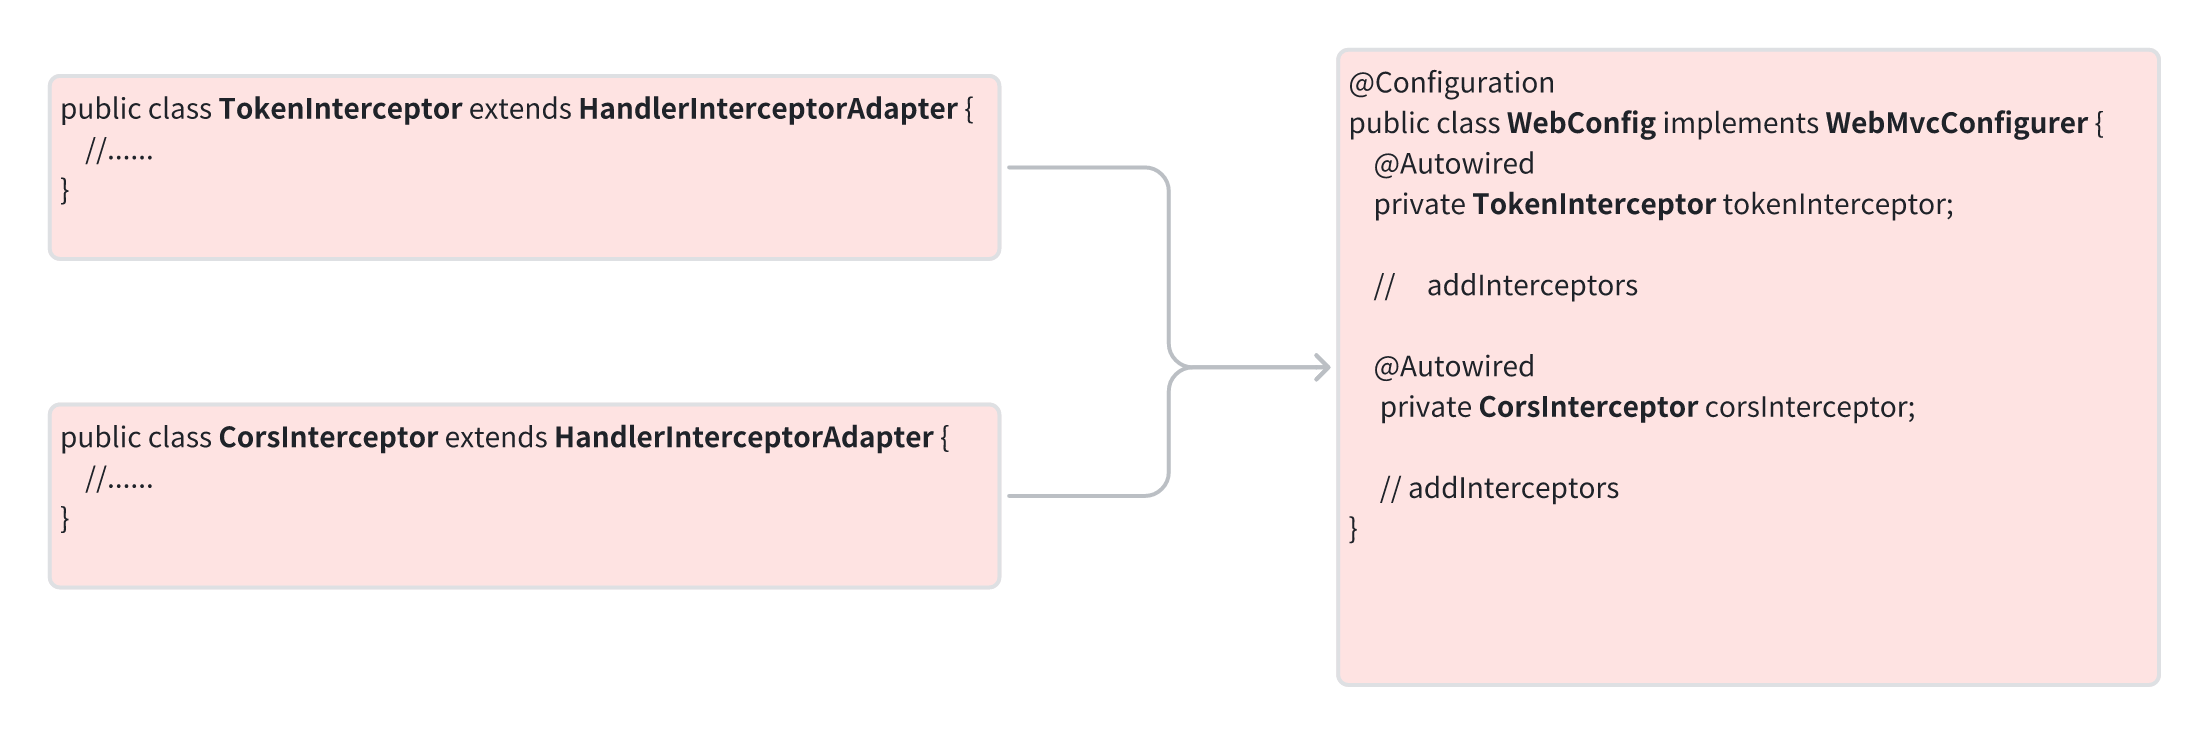 public class TokenInterceptor extends HandlerInterceptorAdapter {
//......
}
public class CorsInterceptor extends HandlerInterceptorAdapter {
//......
}
@Configuration
public class WebConfig implements WebMvcConfigurer {
@Autowired
private TokenInterceptor tokenInterceptor;
// addInterceptors
@Autowired
private CorsInterceptor corsInterceptor;
// addInterceptors
}